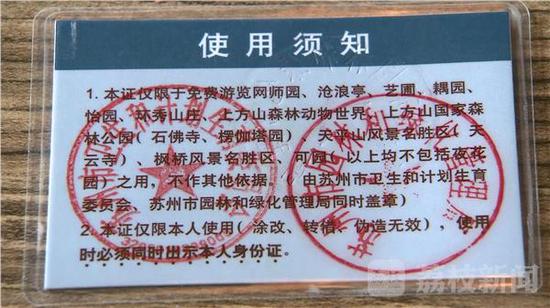 使用须知
1. 本证仅限于免费游览网师园、沧浪亭、艺圃、耦园、
怡园、环秀山庄、上方山森林动物世界、上方山国家森
林公园（石佛寺、楞伽塔园）天平山风景名胜区（天
云寺）、枫桥风景名胜区、可园（以上均不包括夜花
园）之用，不作其他依据。由苏州市卫生和计划生育
委员会、苏州市园林和绿化管理局同时盖章）
2. 本证仅限本人使用（涂改、转借、伪造无效），使用
时必须同时出示本人身份证。
荔枝新闻